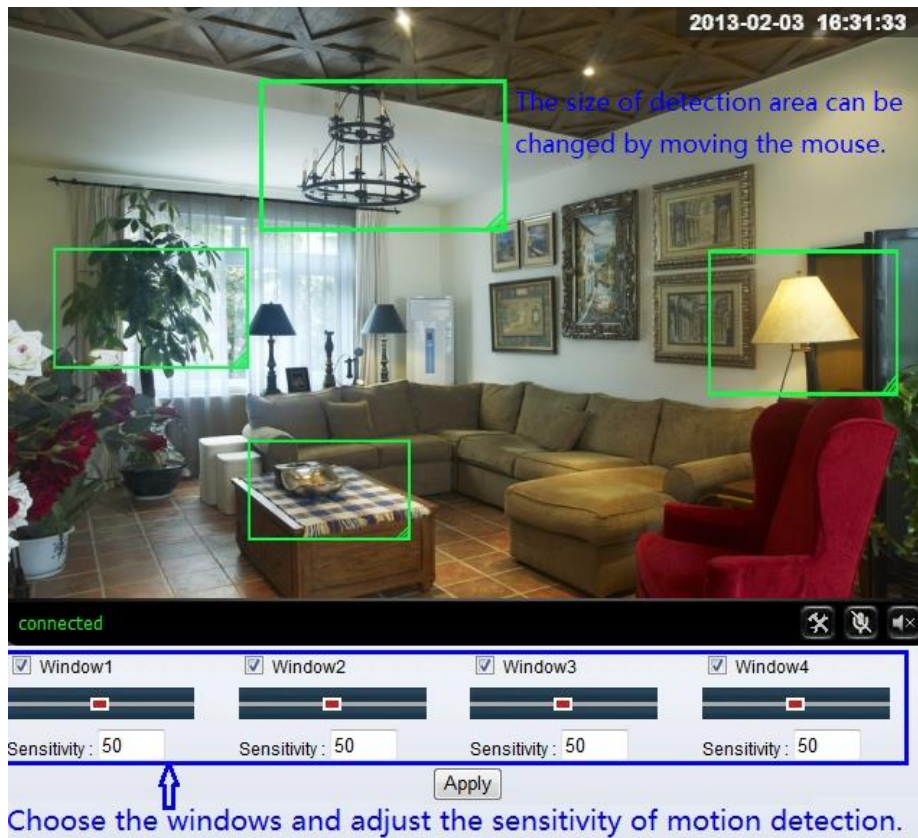 2013-02-03 16:31:33
The size of detection area can be
changed by moving the mouse.
connected
Window1 Window2 Window3 Window4
Sensitivity : 50 Sensitivity : 50 Sensitivity : 50 Sensitivity : 50
Apply
Choose the windows and adjust the sensitivity of motion detection.